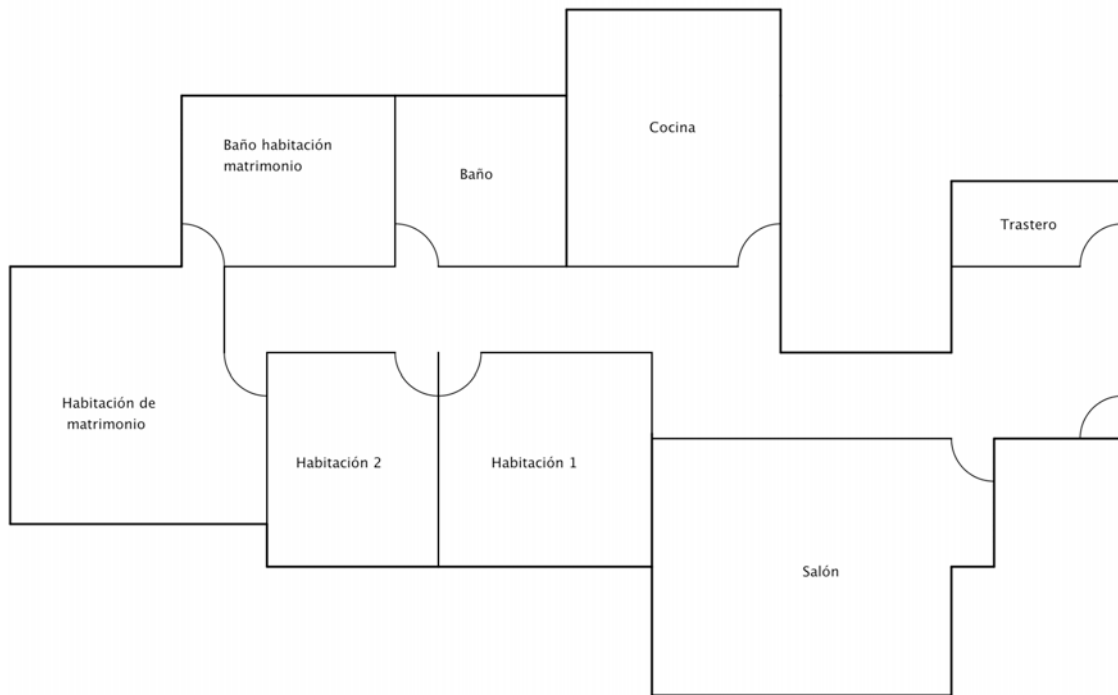 Cocina
Baño habitación
matrimonio
Baño
Trastero
Habitación de
matrimonio
Habitación 2
Habitación 1
Salón